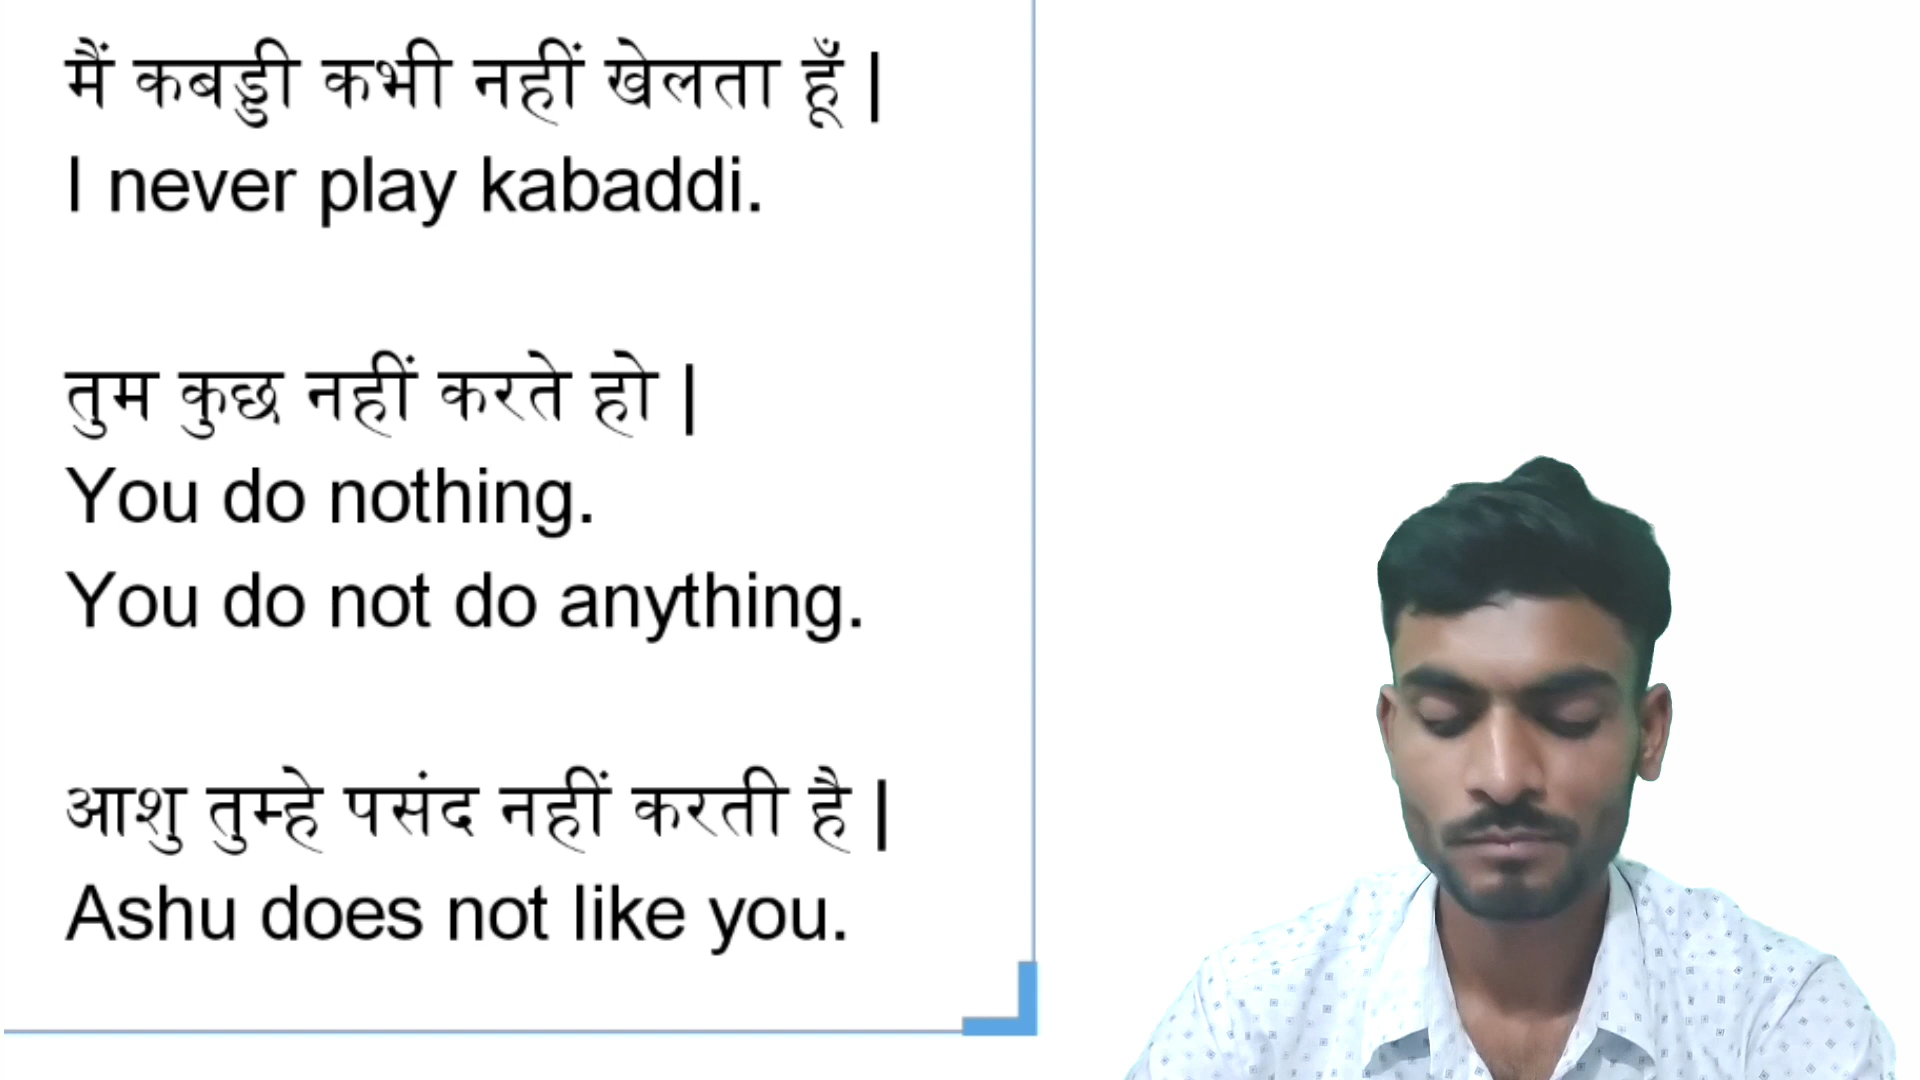 मैं कबड्डी कभी नहीं खेलता हूँ |
I never play kabaddi.
तुम कुछ नहीं करते हो |
You do nothing.
You do not do anything.
आशु तुम्हे पसंद नहीं करती है |
Ashu does not like you.